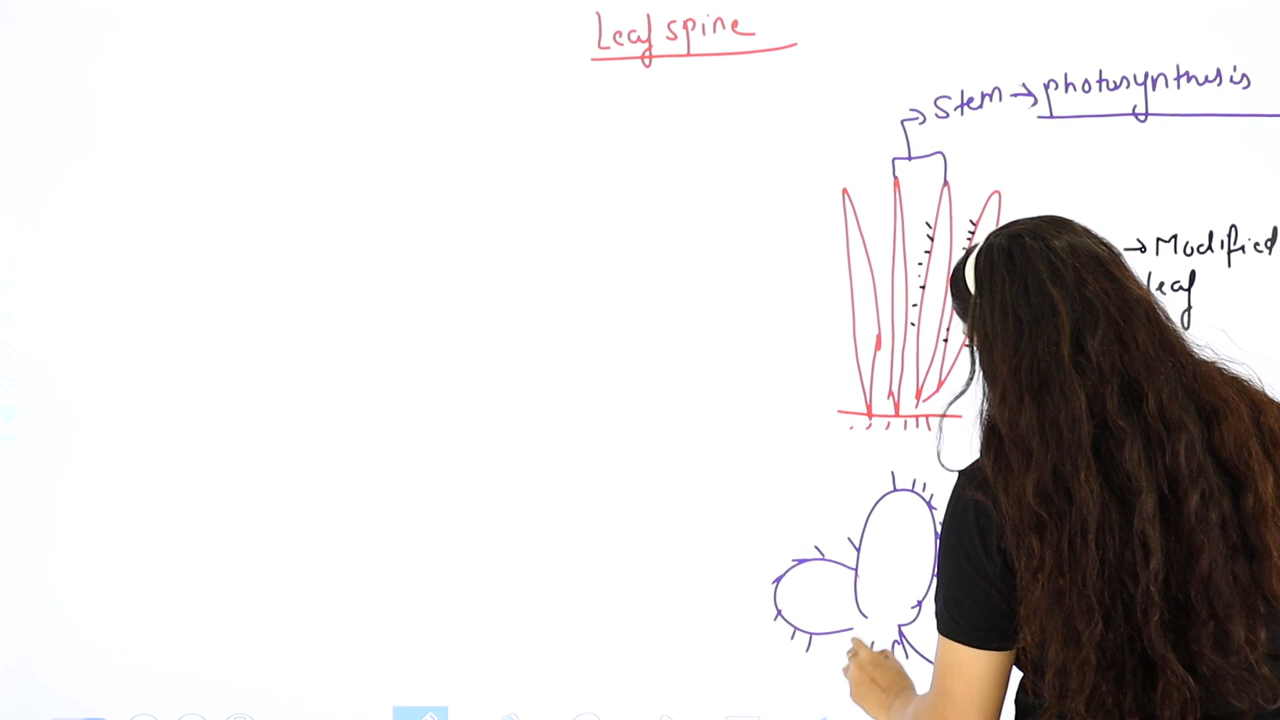 Leaf spine
Stem → photosynthesis
→ Modified
leaf